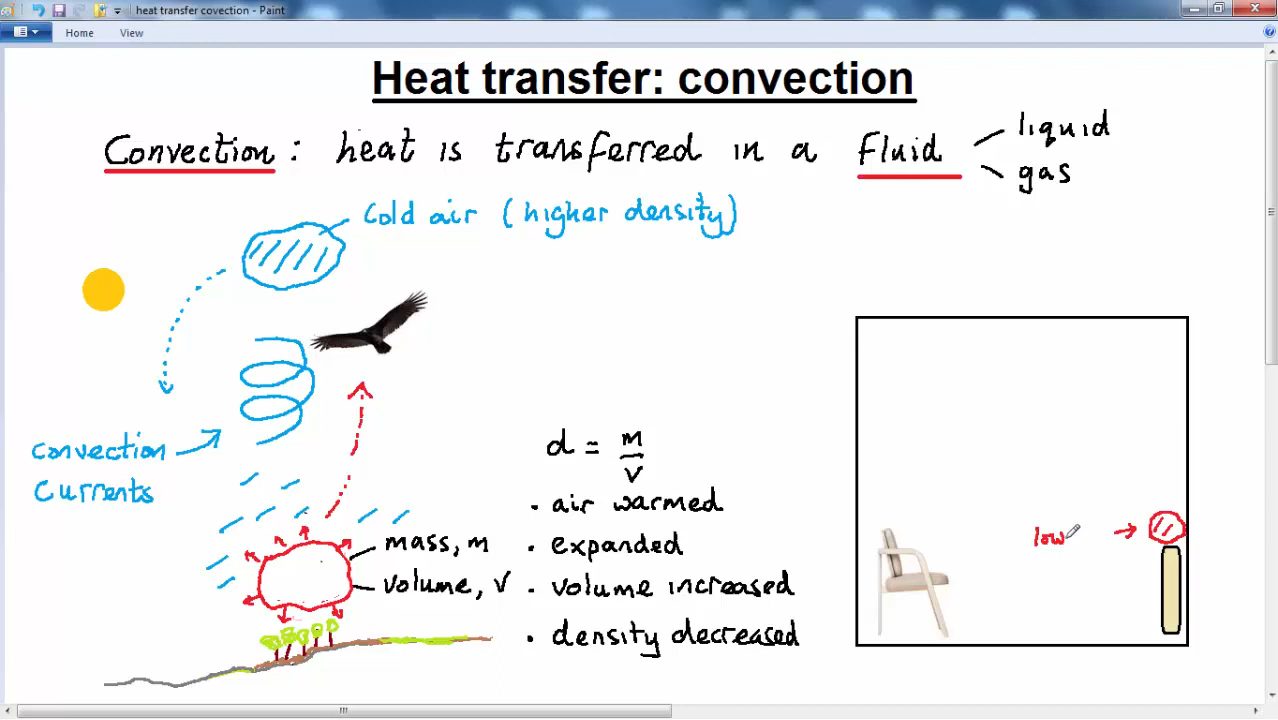 heat transfer covection - Paint
Home View
Heat transfer: convection
Convection: heat is transferred in a fluid
liquid
gas
cold air (higher density)
convection
currents
d = m
v
mass, m
volume, v
• air warmed
• expanded
• volume increased
• density decreased
low